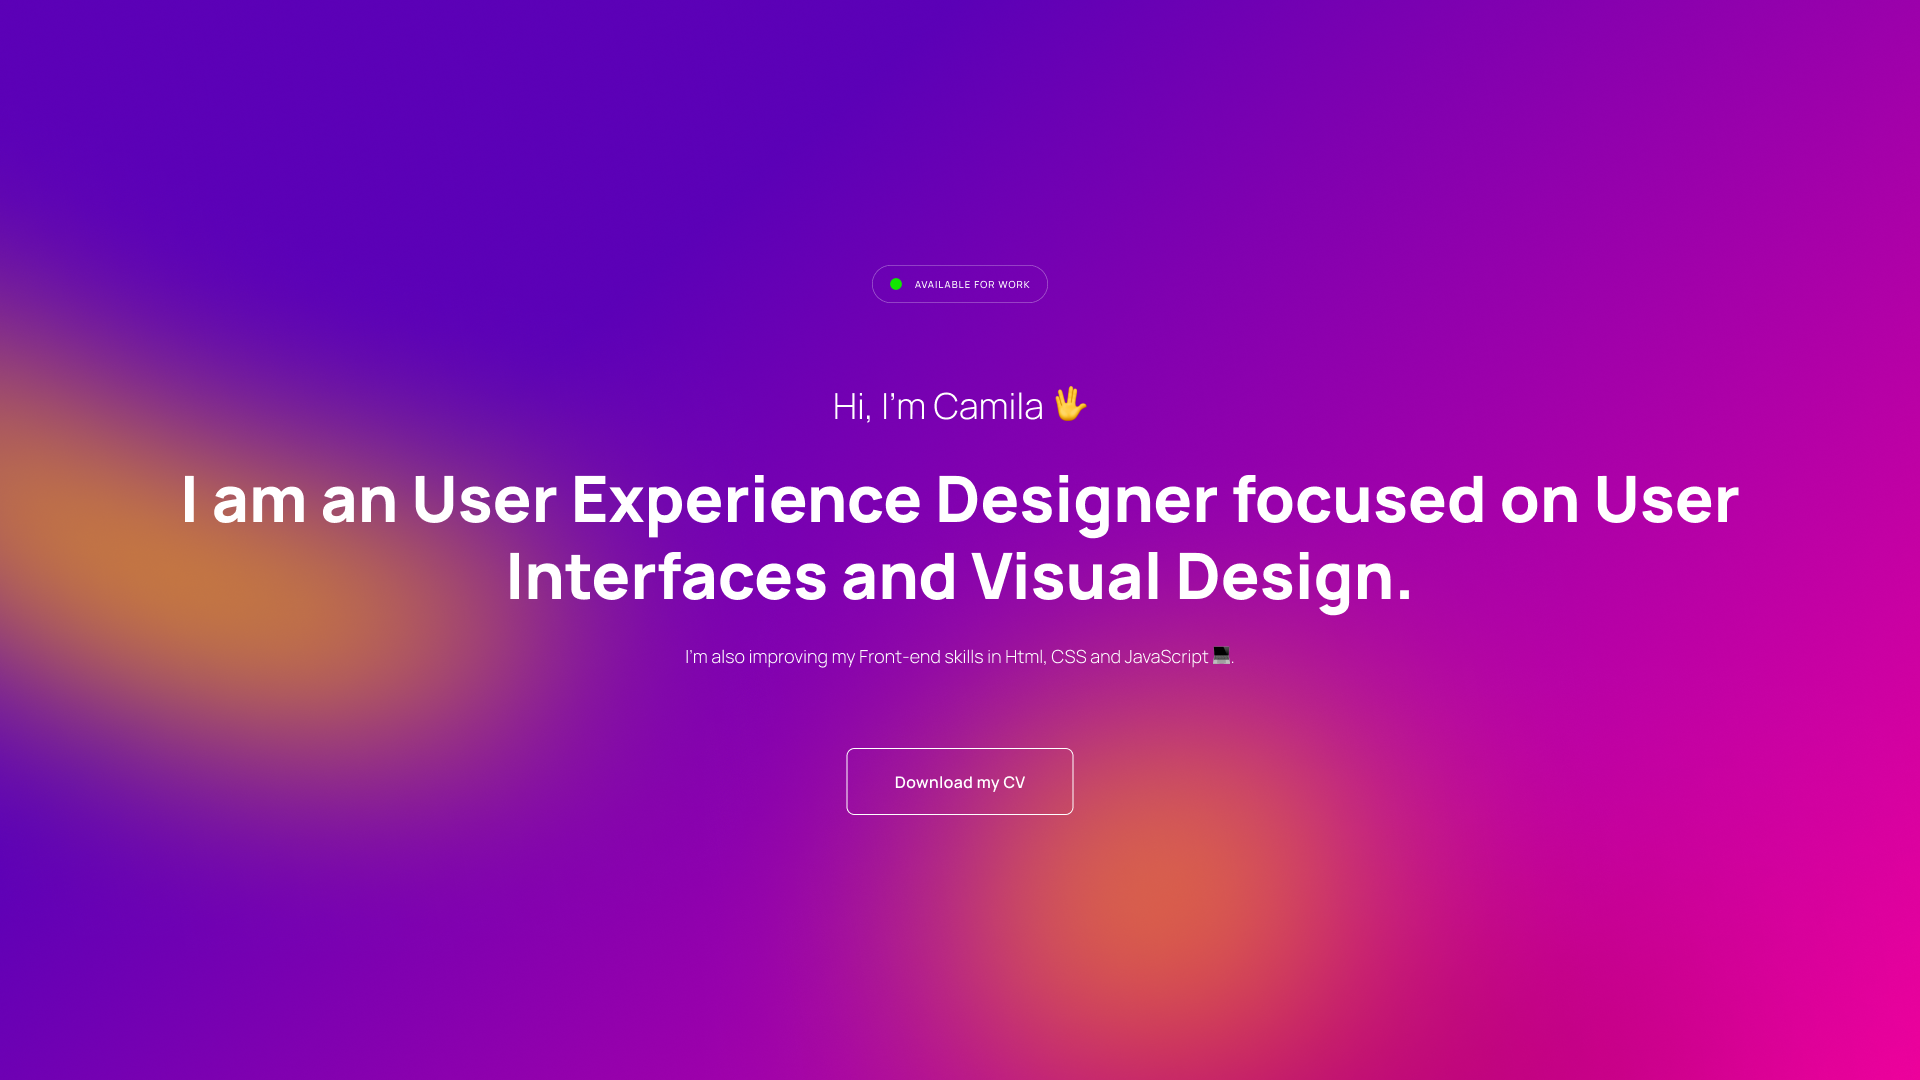 AVAILABLE FOR WORK
Hi, I’m Camila 🖖
I am an User Experience Designer focused on User
Interfaces and Visual Design.
I’m also improving my Front-end skills in Html, CSS and JavaScript 💻.
Download my CV